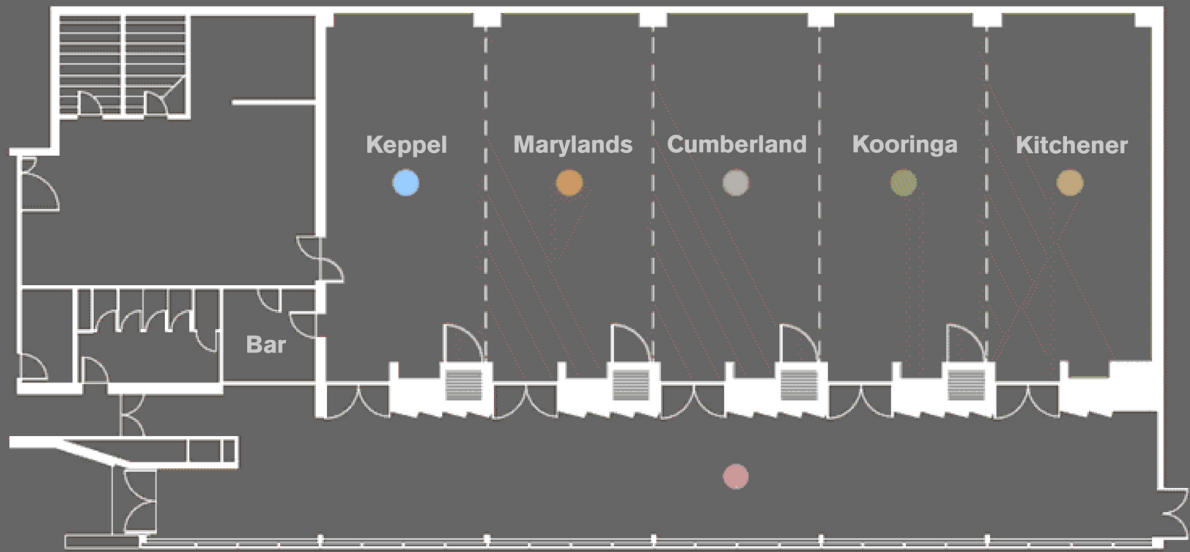 Keppel
Marylands
Cumberland
Kooringa
Kitchener
Bar